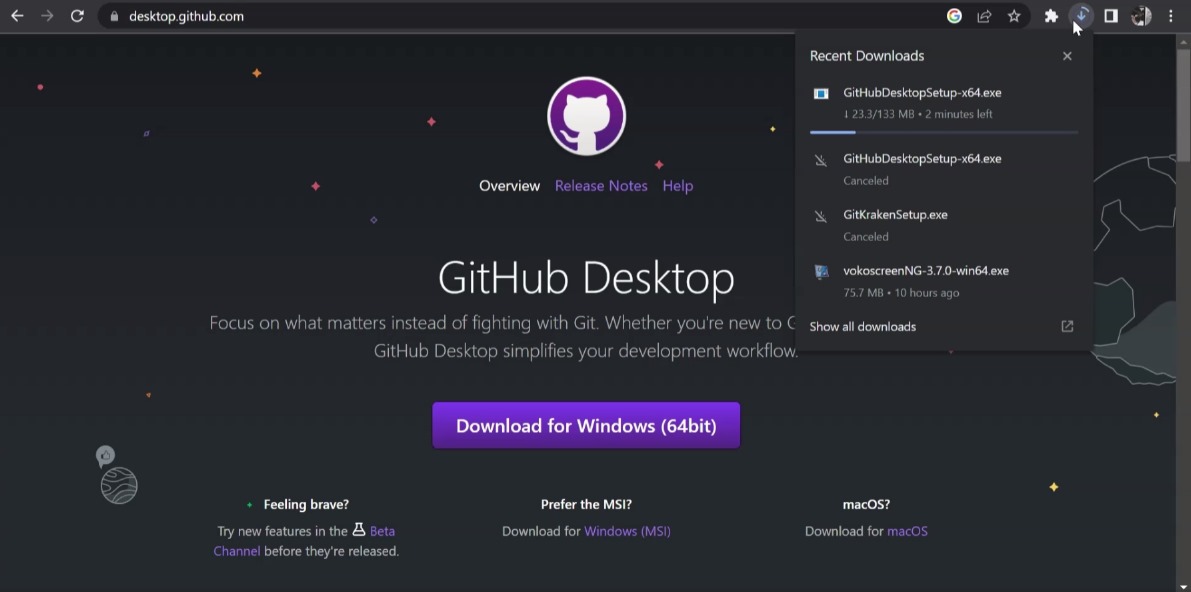 desktop.github.com
Recent Downloads
GitHubDesktopSetup-x64.exe
↓ 23.3/133 MB • 2 minutes left
GitHubDesktopSetup-x64.exe
Canceled
GitKrakenSetup.exe
Canceled
vokoscreenNG-3.7.0-win64.exe
75.7 MB • 10 hours ago
Show all downloads
Overview Release Notes Help
GitHub Desktop
Focus on what matters instead of fighting with Git. Whether you're new to
GitHub Desktop simplifies your development workflow.
Download for Windows (64bit)
Feeling brave?
Try new features in the Beta
Channel before they're released.
Prefer the MSI?
Download for Windows (MSI)
macOS?
Download for macOS